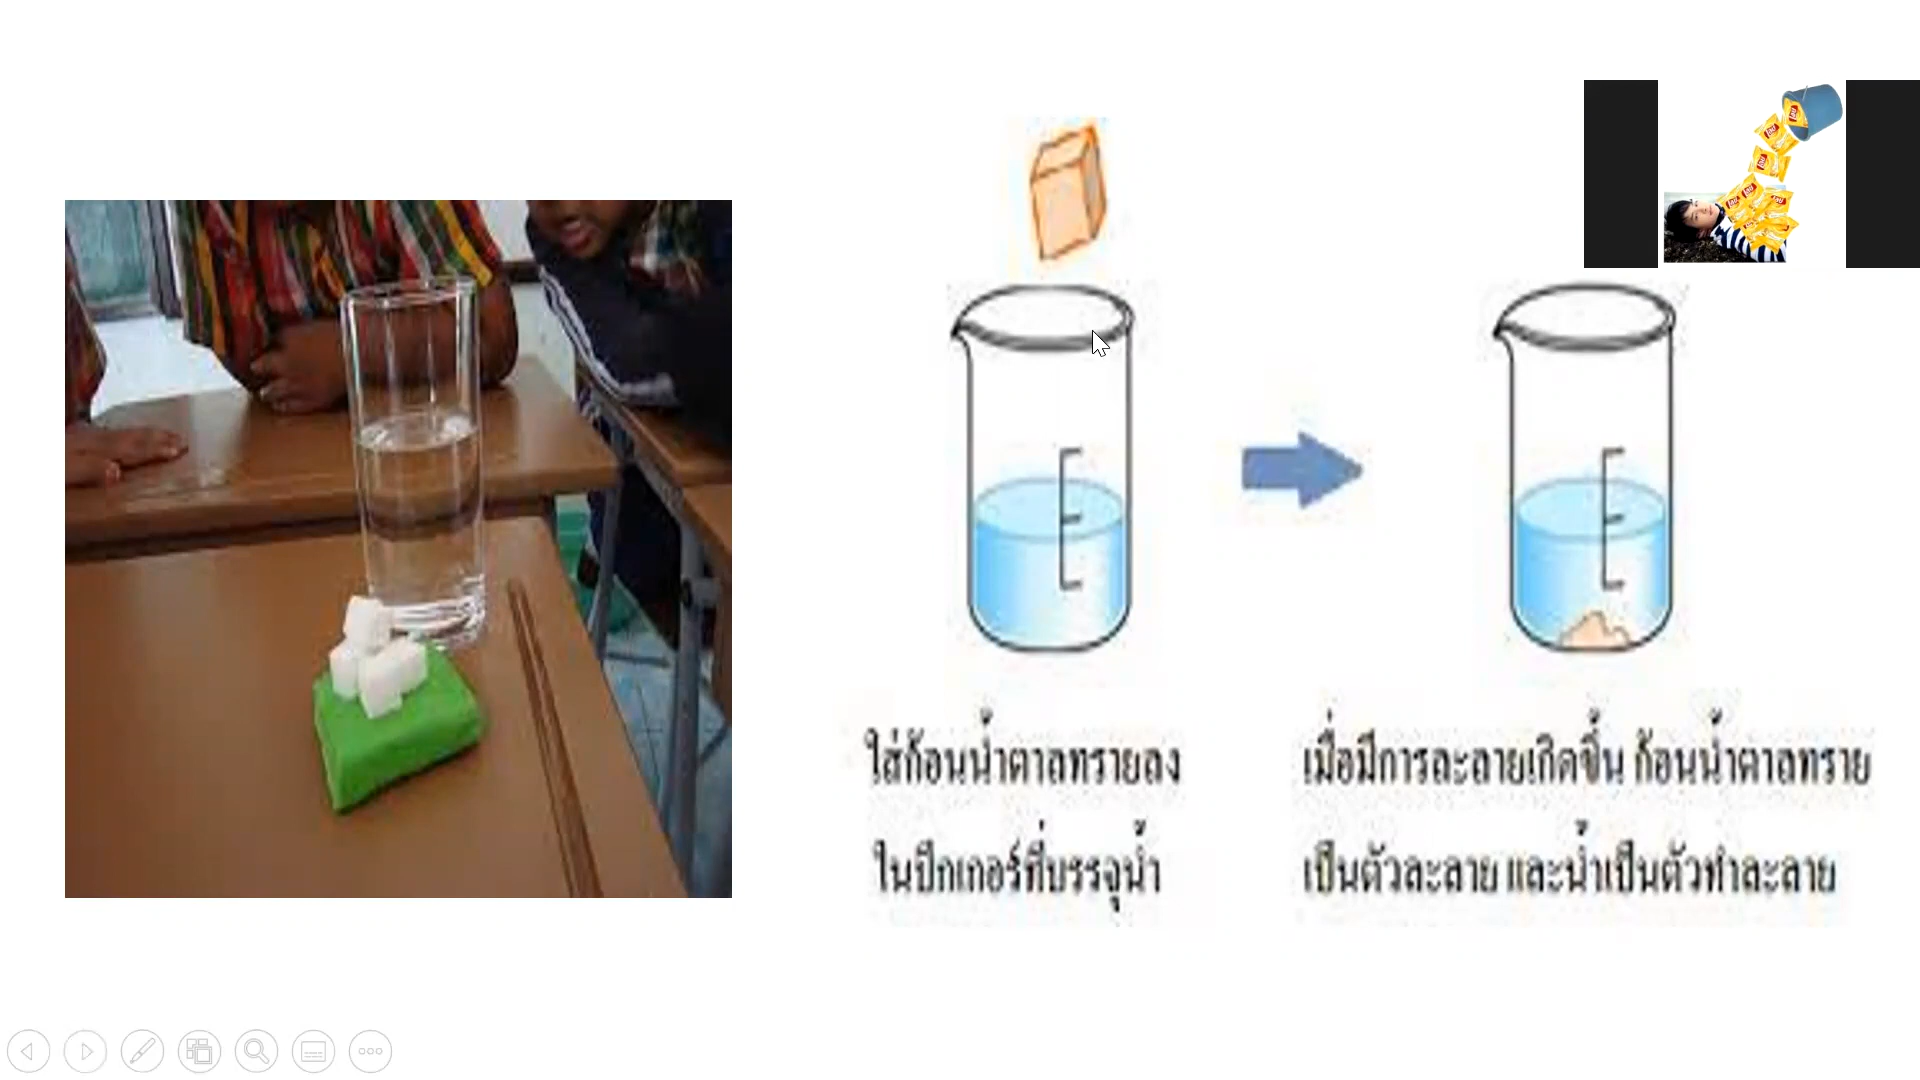 ใส่ก้อนน้ำตาลทรายลง
ในบีกเกอร์ที่บรรจุน้ำ
เมื่อมีการละลายเกิดขึ้น ก้อนน้ำตาลทราย
เป็นตัวละลาย และน้ำเป็นตัวทำละลาย